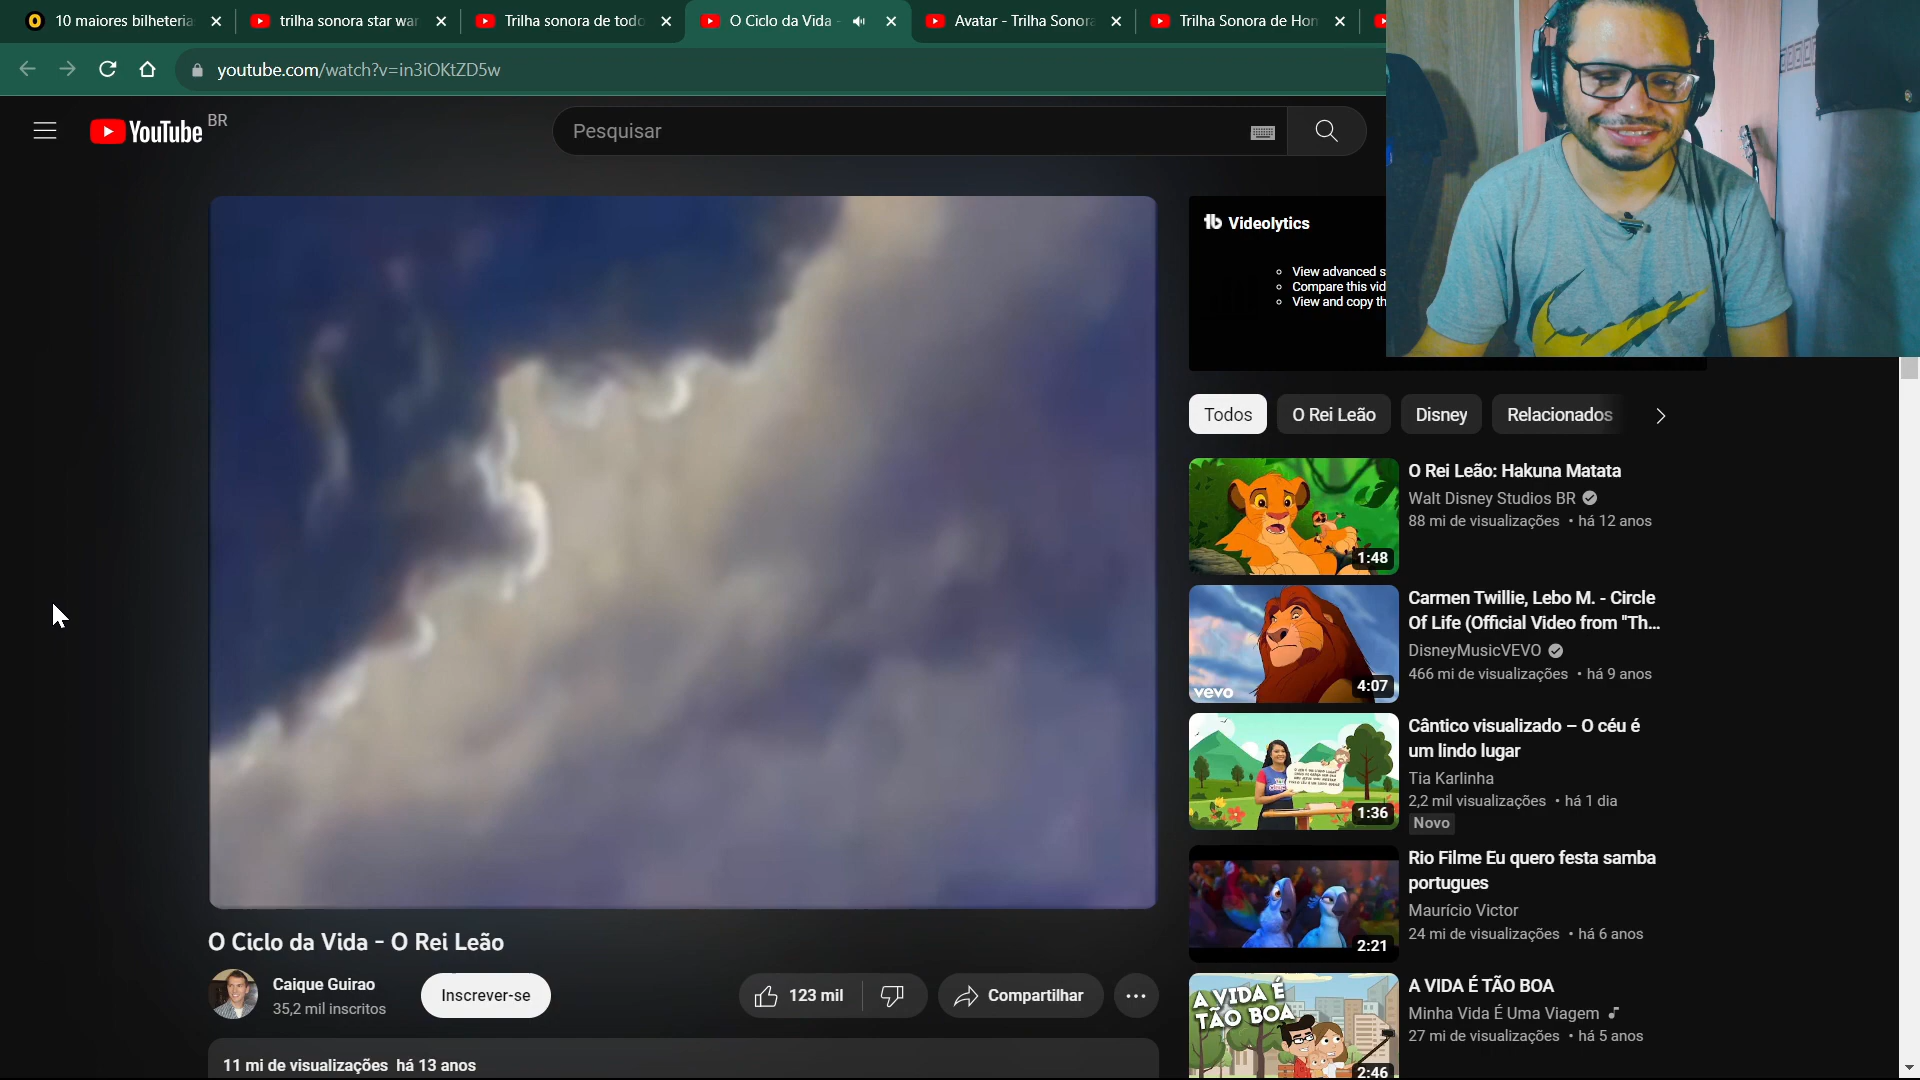 10 maiores bilheteria
trilha sonora star war
Trilha sonora de todo
O Ciclo da Vida -
Avatar - Trilha Sonora
Trilha Sonora de Hom
youtube.com/watch?v=in3iOKtZD5w
YouTube BR
Pesquisar
tb Videolytics
View advanced s
Compare this vid
View and copy th
Todos
O Rei Leão
Disney
Relacionados
O Rei Leão: Hakuna Matata
Walt Disney Studios BR
88 mi de visualizações • há 12 anos
1:48
Carmen Twillie, Lebo M. - Circle
Of Life (Official Video from "Th...
DisneyMusicVEVO
466 mi de visualizações • há 9 anos
vevo
4:07
Cântico visualizado – O céu é
um lindo lugar
Tia Karlinha
2,2 mil visualizações • há 1 dia
Novo
1:36
Rio Filme Eu quero festa samba
portugues
Maurício Victor
24 mi de visualizações • há 6 anos
2:21
A VIDA É
TÃO BOA
2:46
A VIDA É TÃO BOA
Minha Vida É Uma Viagem
27 mi de visualizações • há 5 anos
O Ciclo da Vida - O Rei Leão
Caique Guirao
35,2 mil inscritos
Inscrever-se
123 mil
Compartilhar
11 mi de visualizações há 13 anos